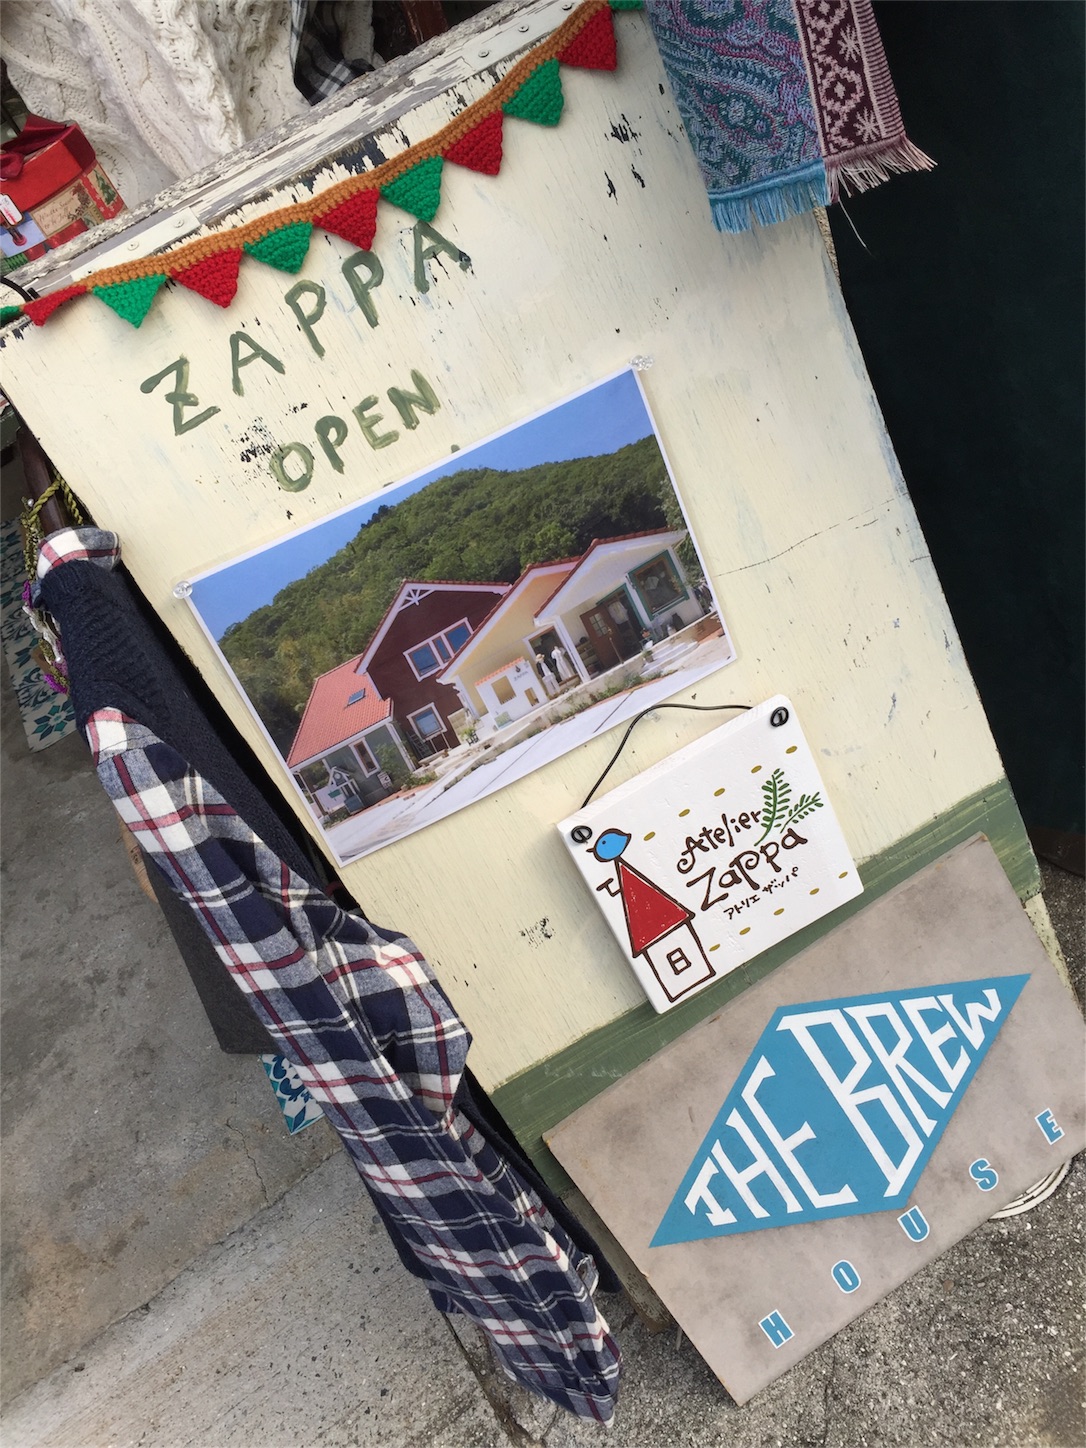 ZAPPA
OPEN
Atelier
Zappa
アトリエ ザッパ
THE BREW
HOUSE